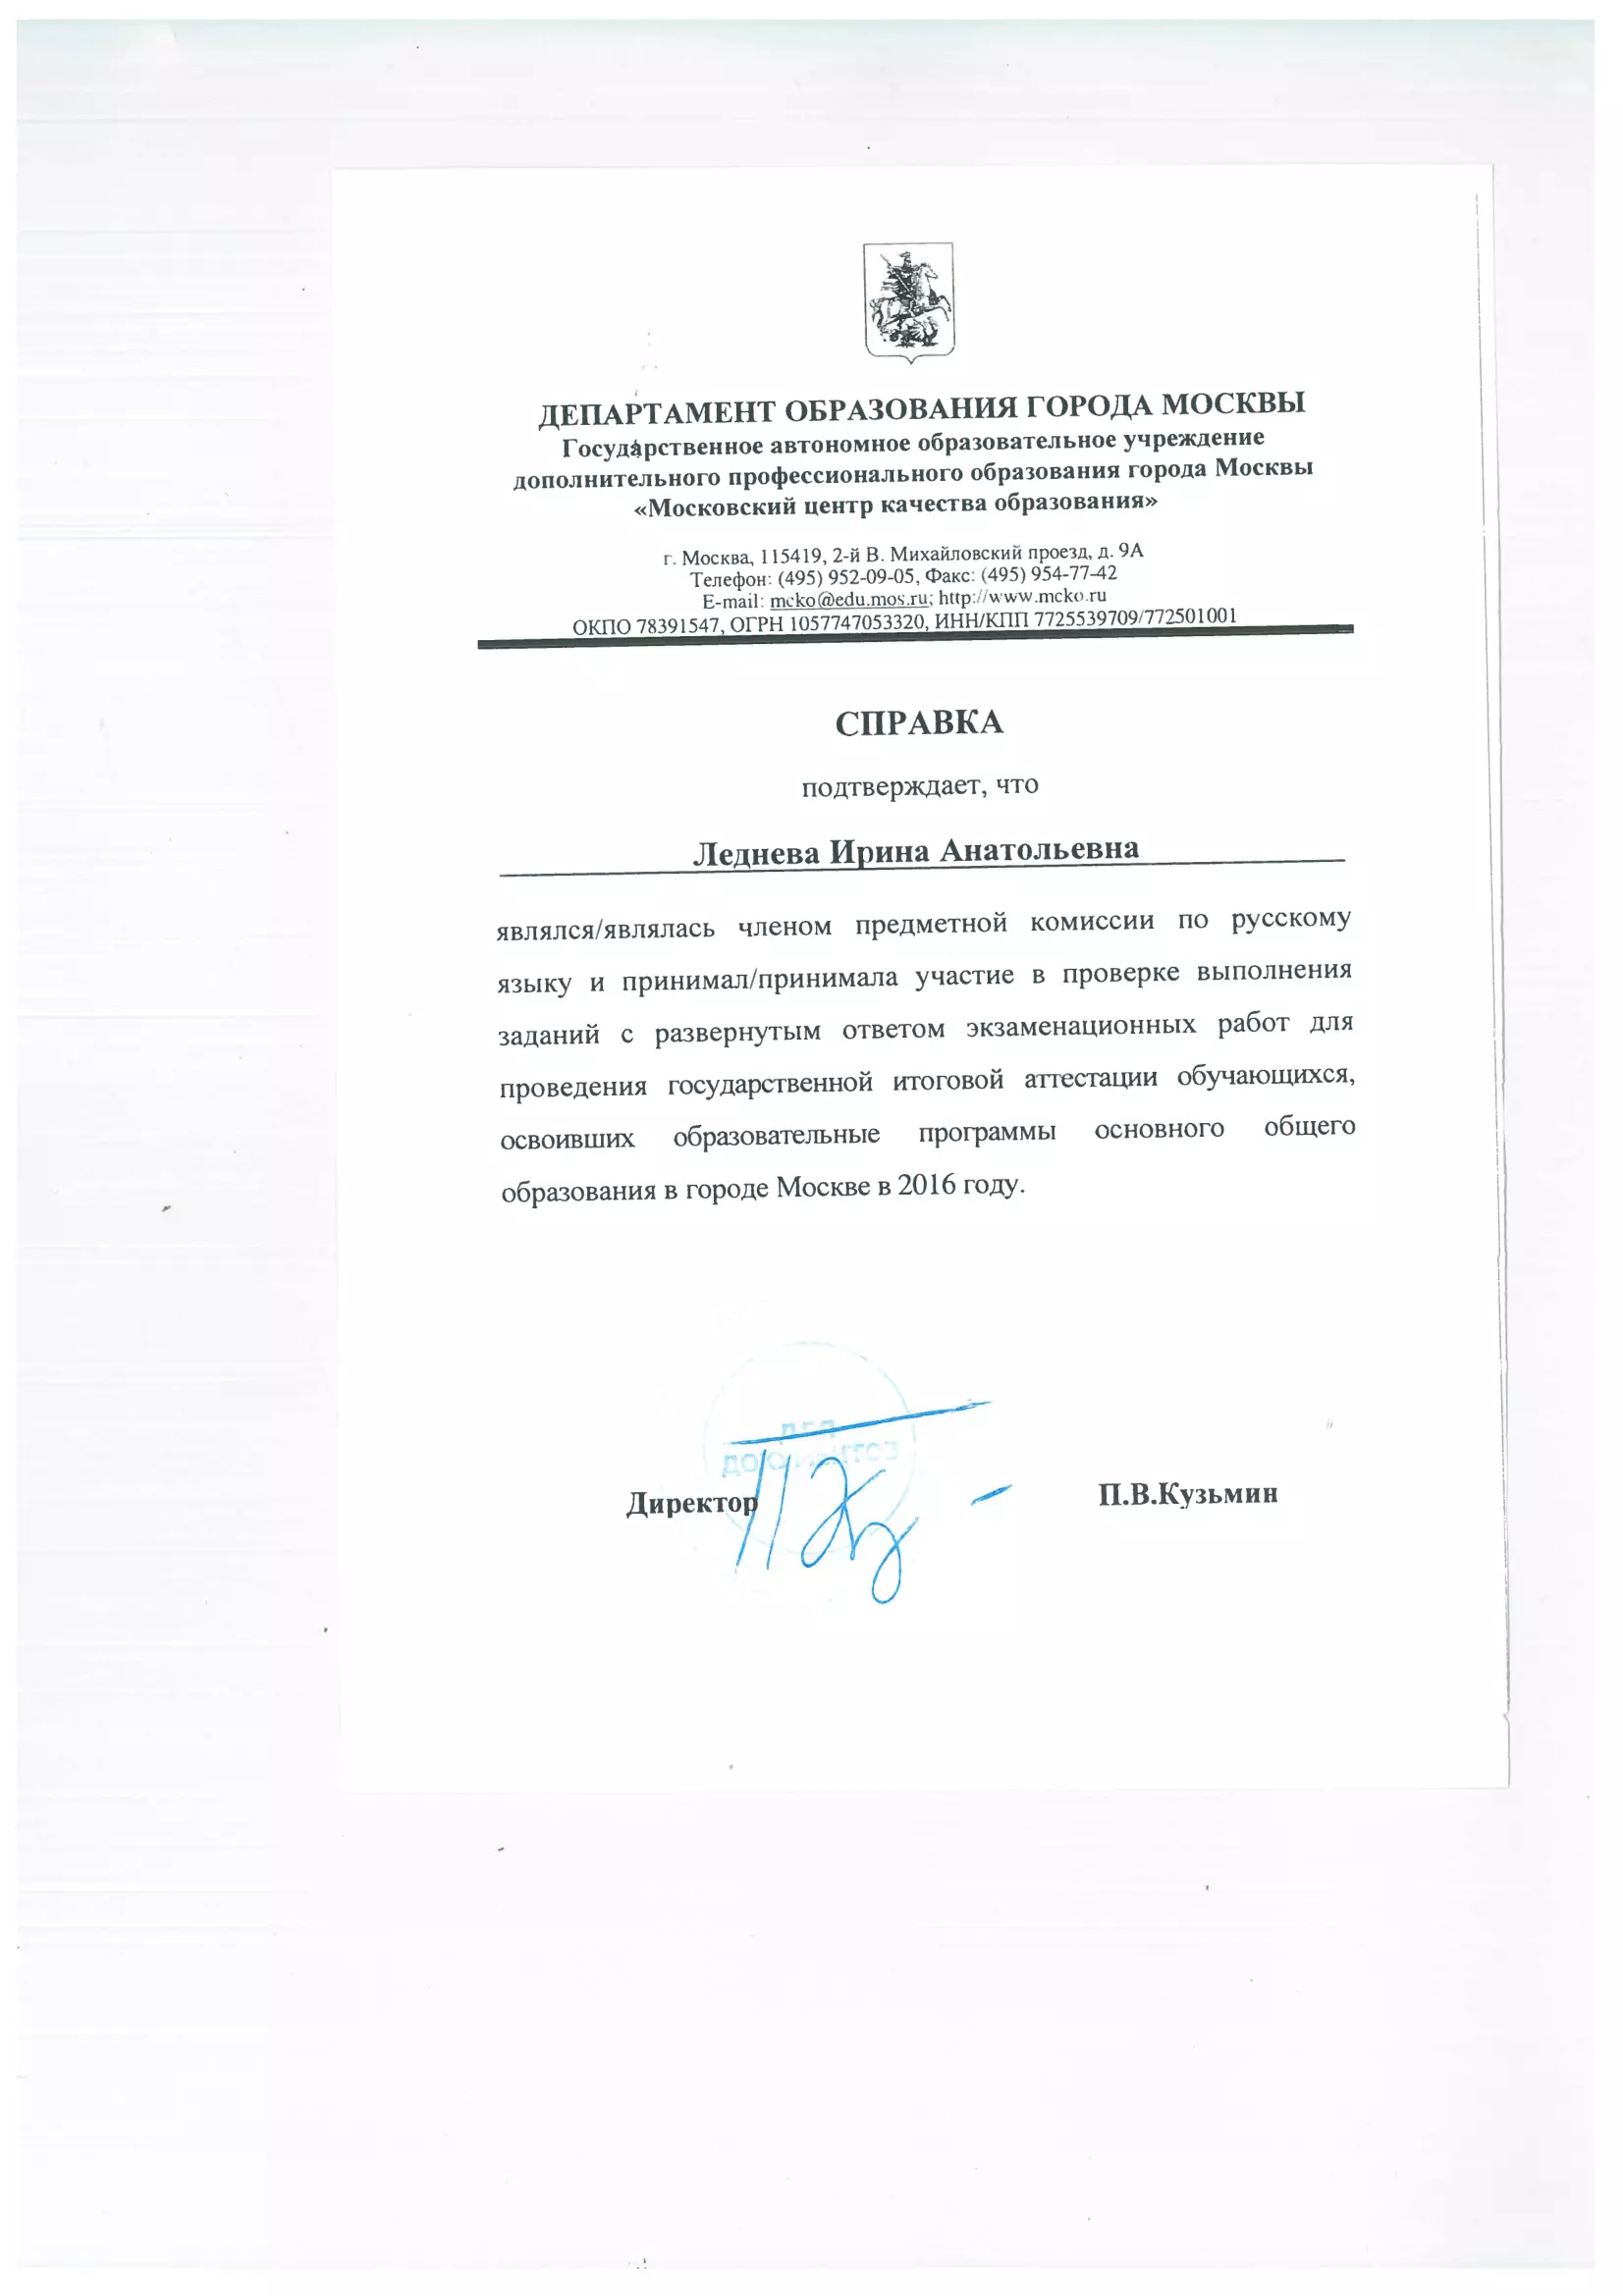 ДЕПАРТАМЕНТ ОБРАЗОВАНИЯ ГОРОДА МОСКВЫ
Государственное автономное образовательное учреждение
дополнительного профессионального образования города Москвы
«Московский центр качества образования»
г. Москва, 115419, 2-й В. Михайловский проезд, д. 9А
Телефон: (495) 952-09-05, Факс: (495) 954-77-42
E-mail: mcko@edu.mos.ru; http://www.mcko.ru
ОКПО 78391547, ОГРН 1057747053320, ИНН/КПП 7725539709/772501001
СПРАВКА
подтверждает, что
Леднева Ирина Анатольевна
являлся/являлась членом предметной комиссии по русскому
языку и принимал/принимала участие в проверке выполнения
заданий с развернутым ответом экзаменационных работ для
проведения государственной итоговой аттестации обучающихся,
освоивших образовательные программы основного общего
образования в городе Москве в 2016 году.
ДЛЯ
ДОКУМЕНТОВ
Директор П.В.Кузьмин